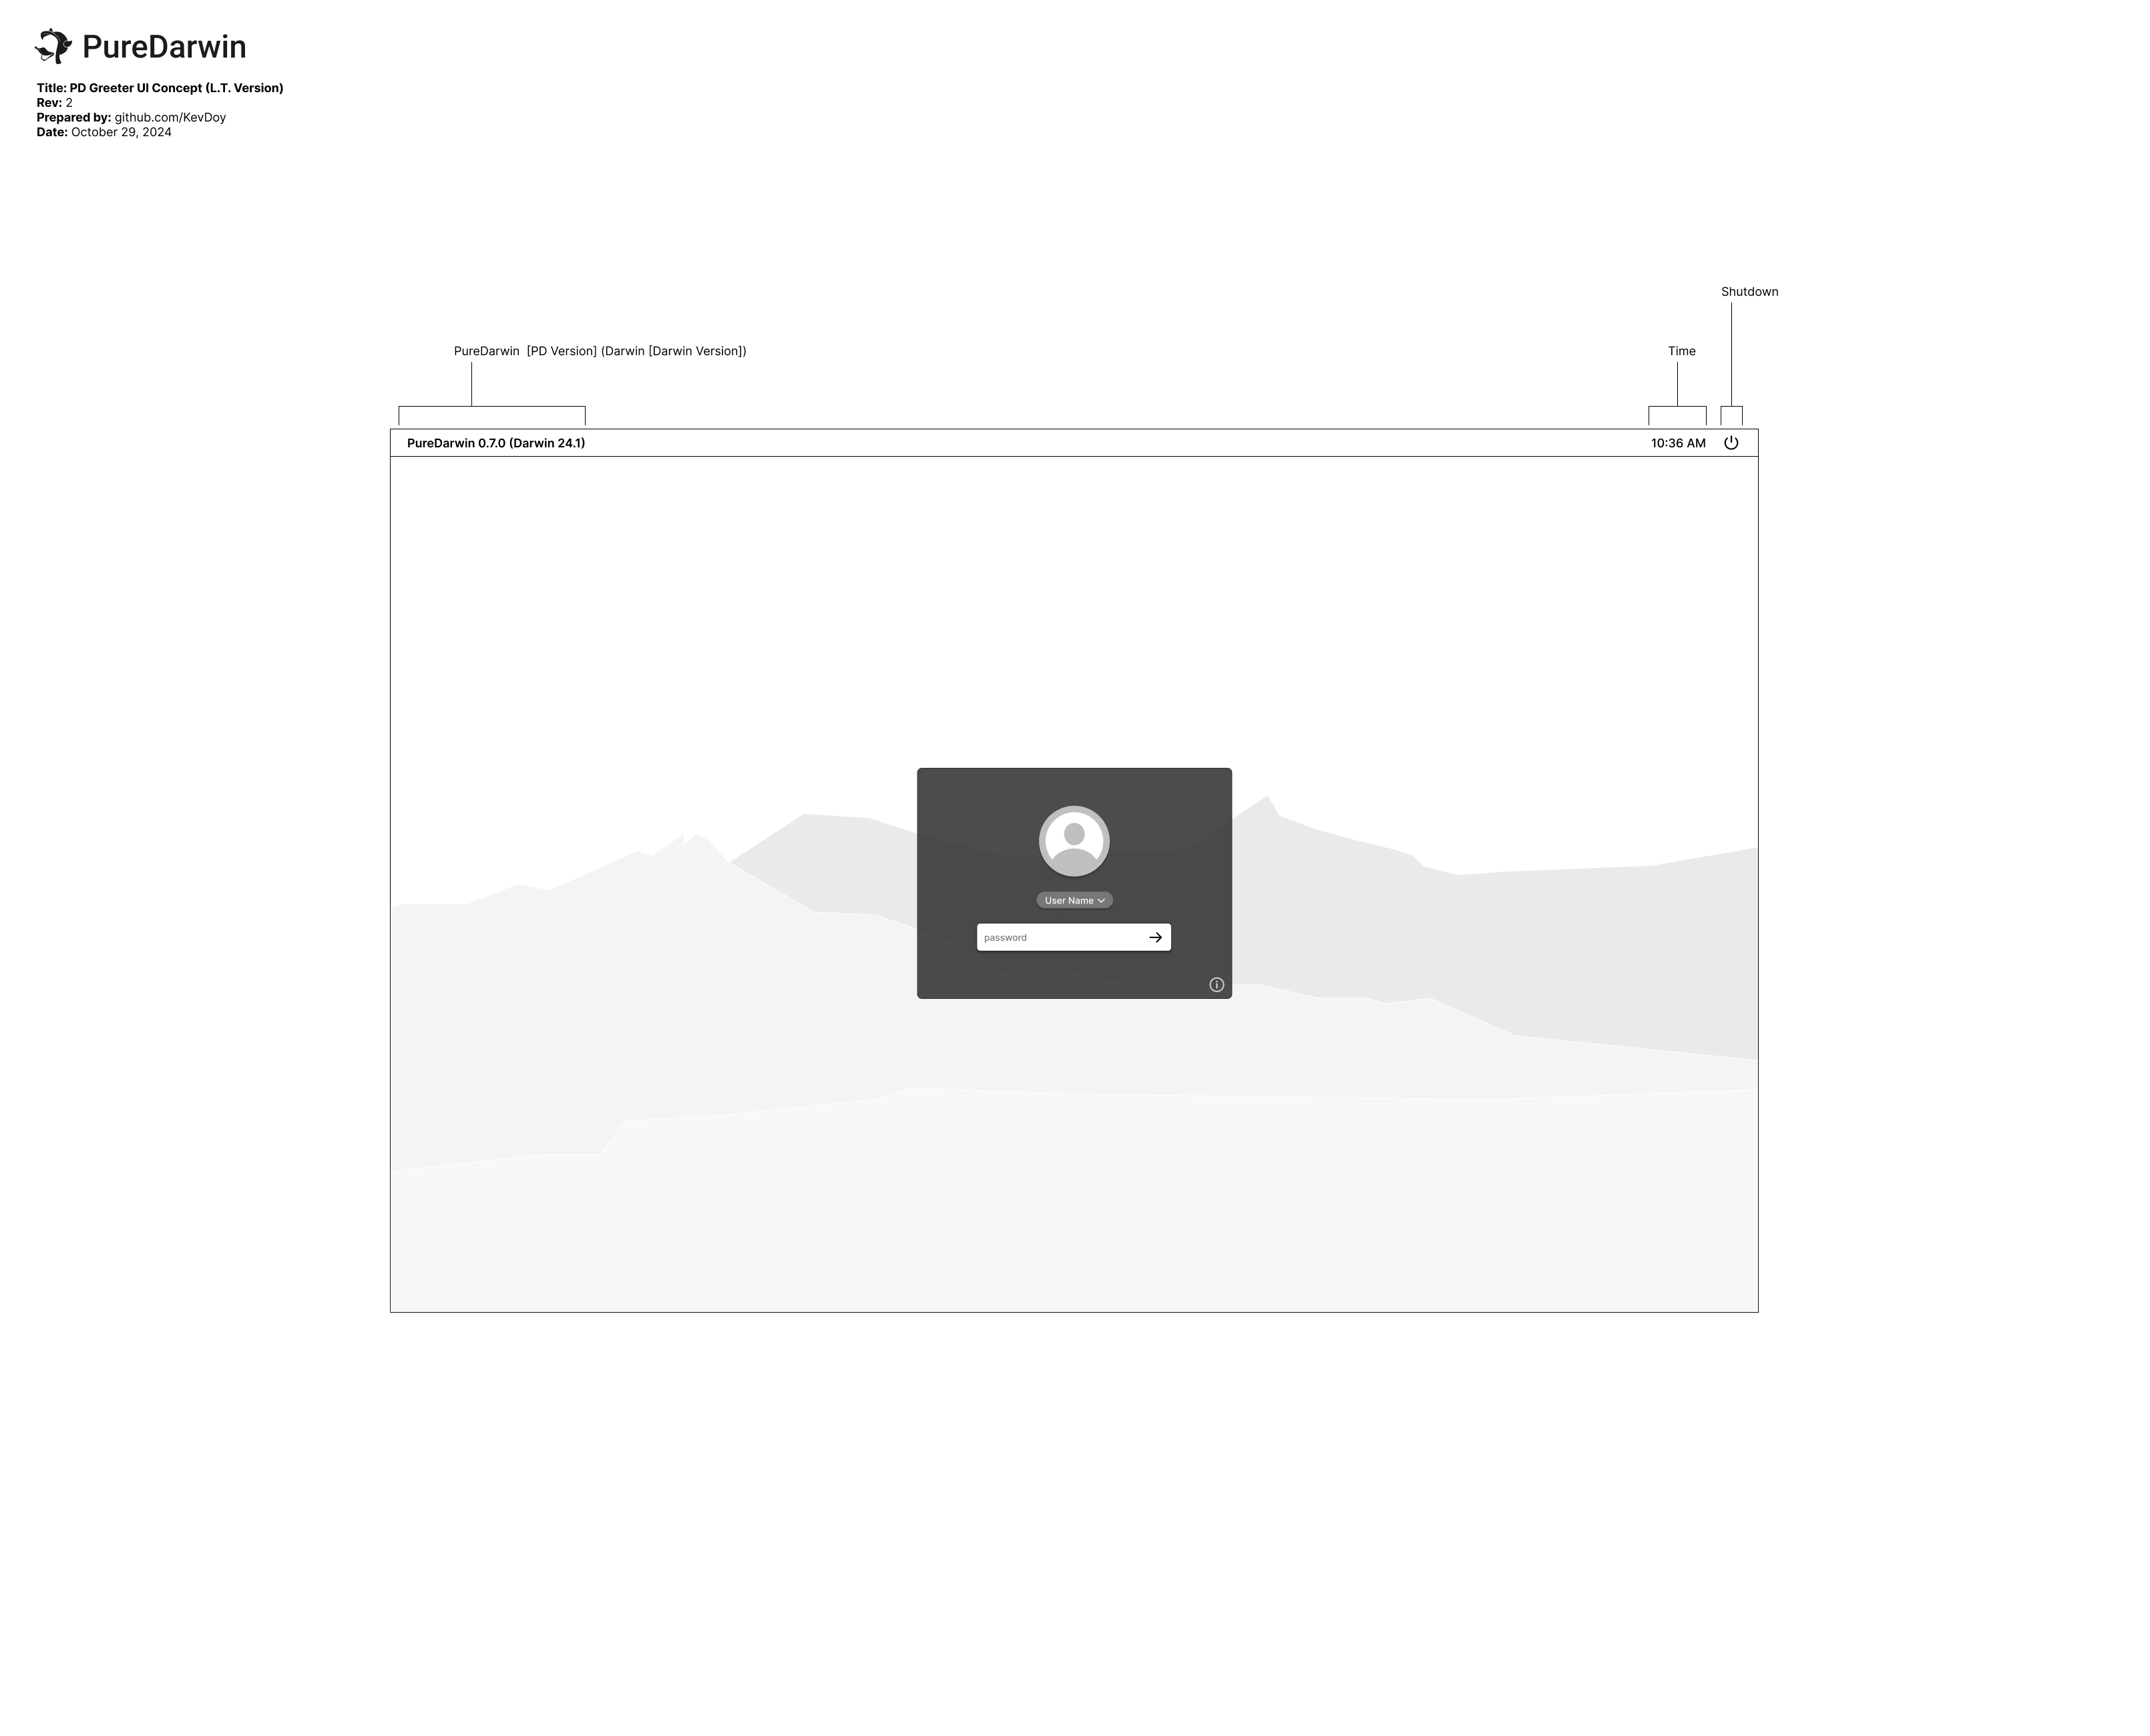 PureDarwin
Title: PD Greeter UI Concept (L.T. Version)
Rev: 2
Prepared by: github.com/KevDoy
Date: October 29, 2024
Shutdown
PureDarwin  [PD Version] (Darwin [Darwin Version])
Time
PureDarwin 0.7.0 (Darwin 24.1)
10:36 AM
User Name
password